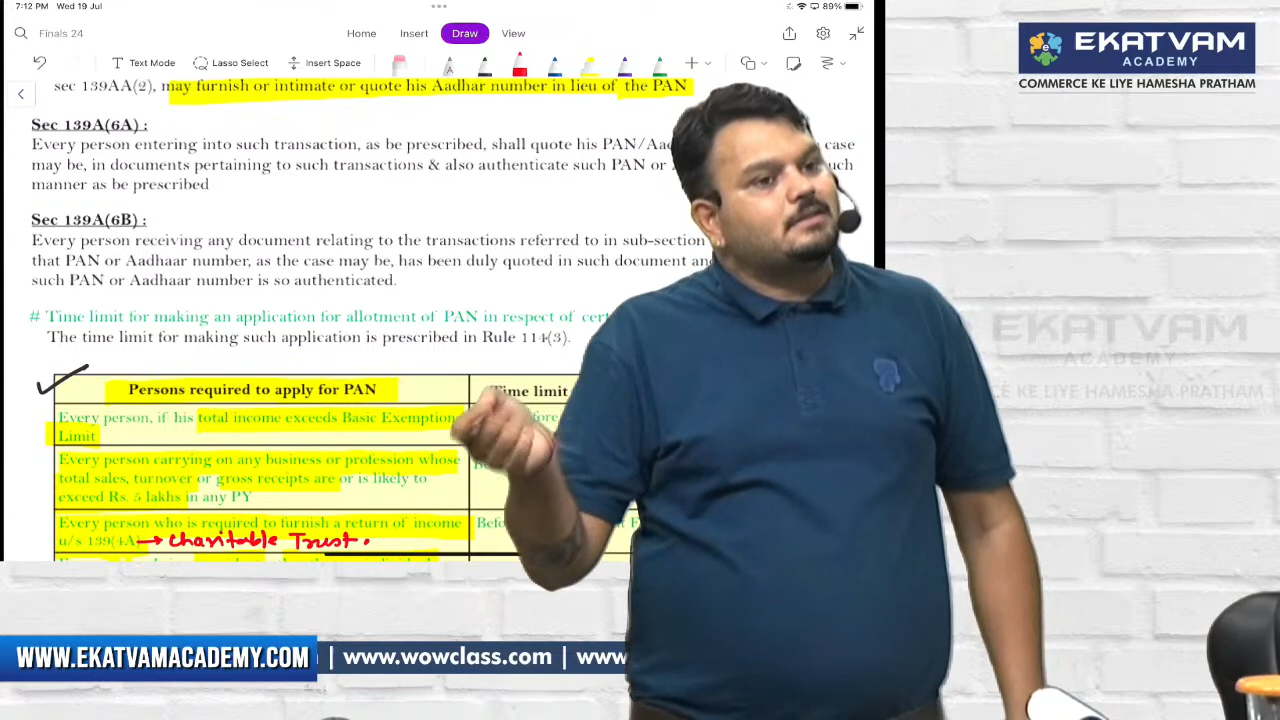 7:12 PM Wed 19 Jul
89%
Finals 24
Home Insert Draw View
Text Mode Lasso Select Insert Space
sec 139AA(2), may furnish or intimate or quote his Aadhar number in lieu of the PAN
Sec 139A(6A) :
Every person entering into such transaction, as be prescribed, shall quote his PAN/Aad case
may be, in documents pertaining to such transactions & also authenticate such PAN or such
manner as be prescribed
Sec 139A(6B) :
Every person receiving any document relating to the transactions referred to in sub-section
that PAN or Aadhaar number, as the case may be, has been duly quoted in such document and
such PAN or Aadhaar number is so authenticated.
# Time limit for making an application for allotment of PAN in respect of cert
The time limit for making such application is prescribed in Rule 114(3).
Persons required to apply for PAN
Time limit
Every person, if his total income exceeds Basic Exemption
Limit
Every person carrying on any business or profession whose
total sales, turnover or gross receipts are or is likely to
exceed Rs. 5 lakhs in any PY
Every person who is required to furnish a return of income
u/s 139(4A) → Charitable Trust.
EKATVAM
ACADEMY
COMMERCE KE LIYE HAMESHA PRATHAM
EKATVAM
ACADEMY
CE KE LIYE HAMESHA PRATHAM
WWW.EKATVAMACADEMY.COM | www.wowclass.com | www